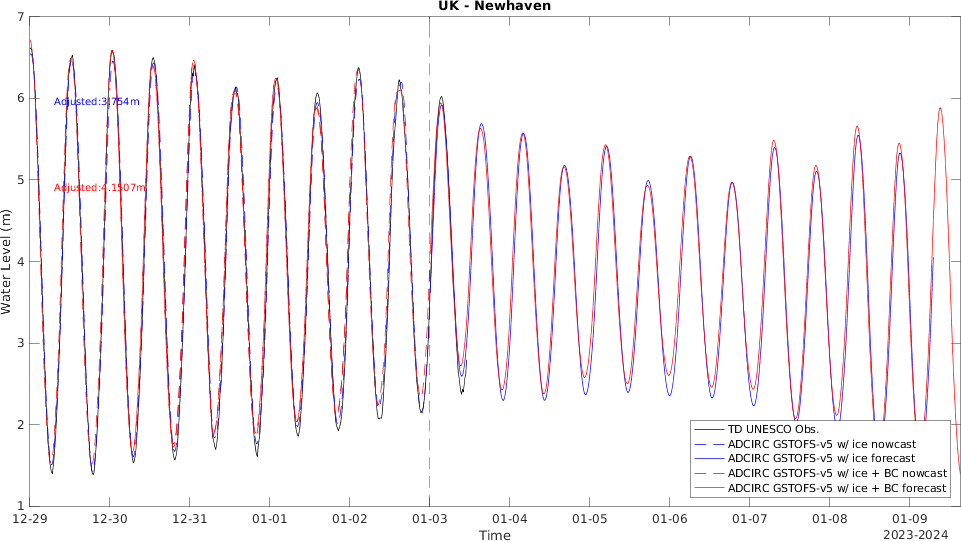 UK - Newhaven
7
6
5
4
3
2
1
Water Level (m)
Adjusted:3.754m
Adjusted:4.1507m
TD UNESCO Obs.
ADCIRC GSTOFS-v5 w/ ice nowcast
ADCIRC GSTOFS-v5 w/ ice forecast
ADCIRC GSTOFS-v5 w/ ice + BC nowcast
ADCIRC GSTOFS-v5 w/ ice + BC forecast
12-29 12-30 12-31 01-01 01-02 01-03 01-04 01-05 01-06 01-07 01-08 01-09
Time
2023-2024